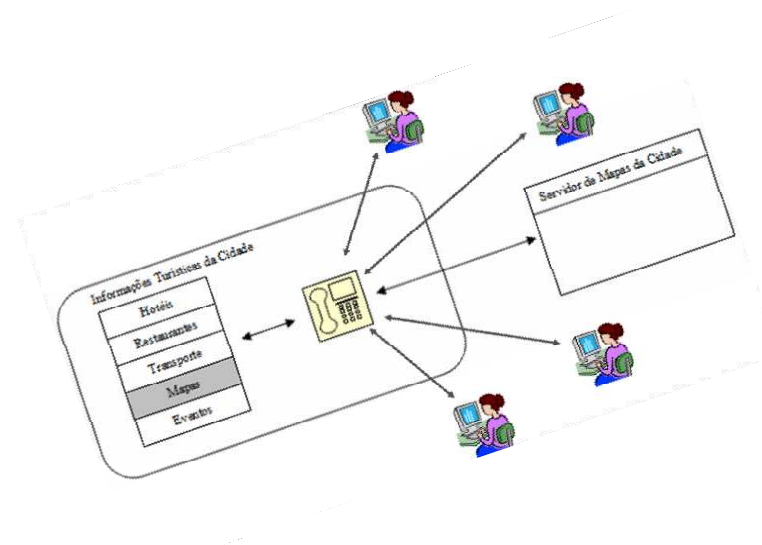 Informações Turísticas da Cidade
Hotéis
Restaurantes
Transporte
Mapas
Eventos
Servidor de Mapas da Cidade